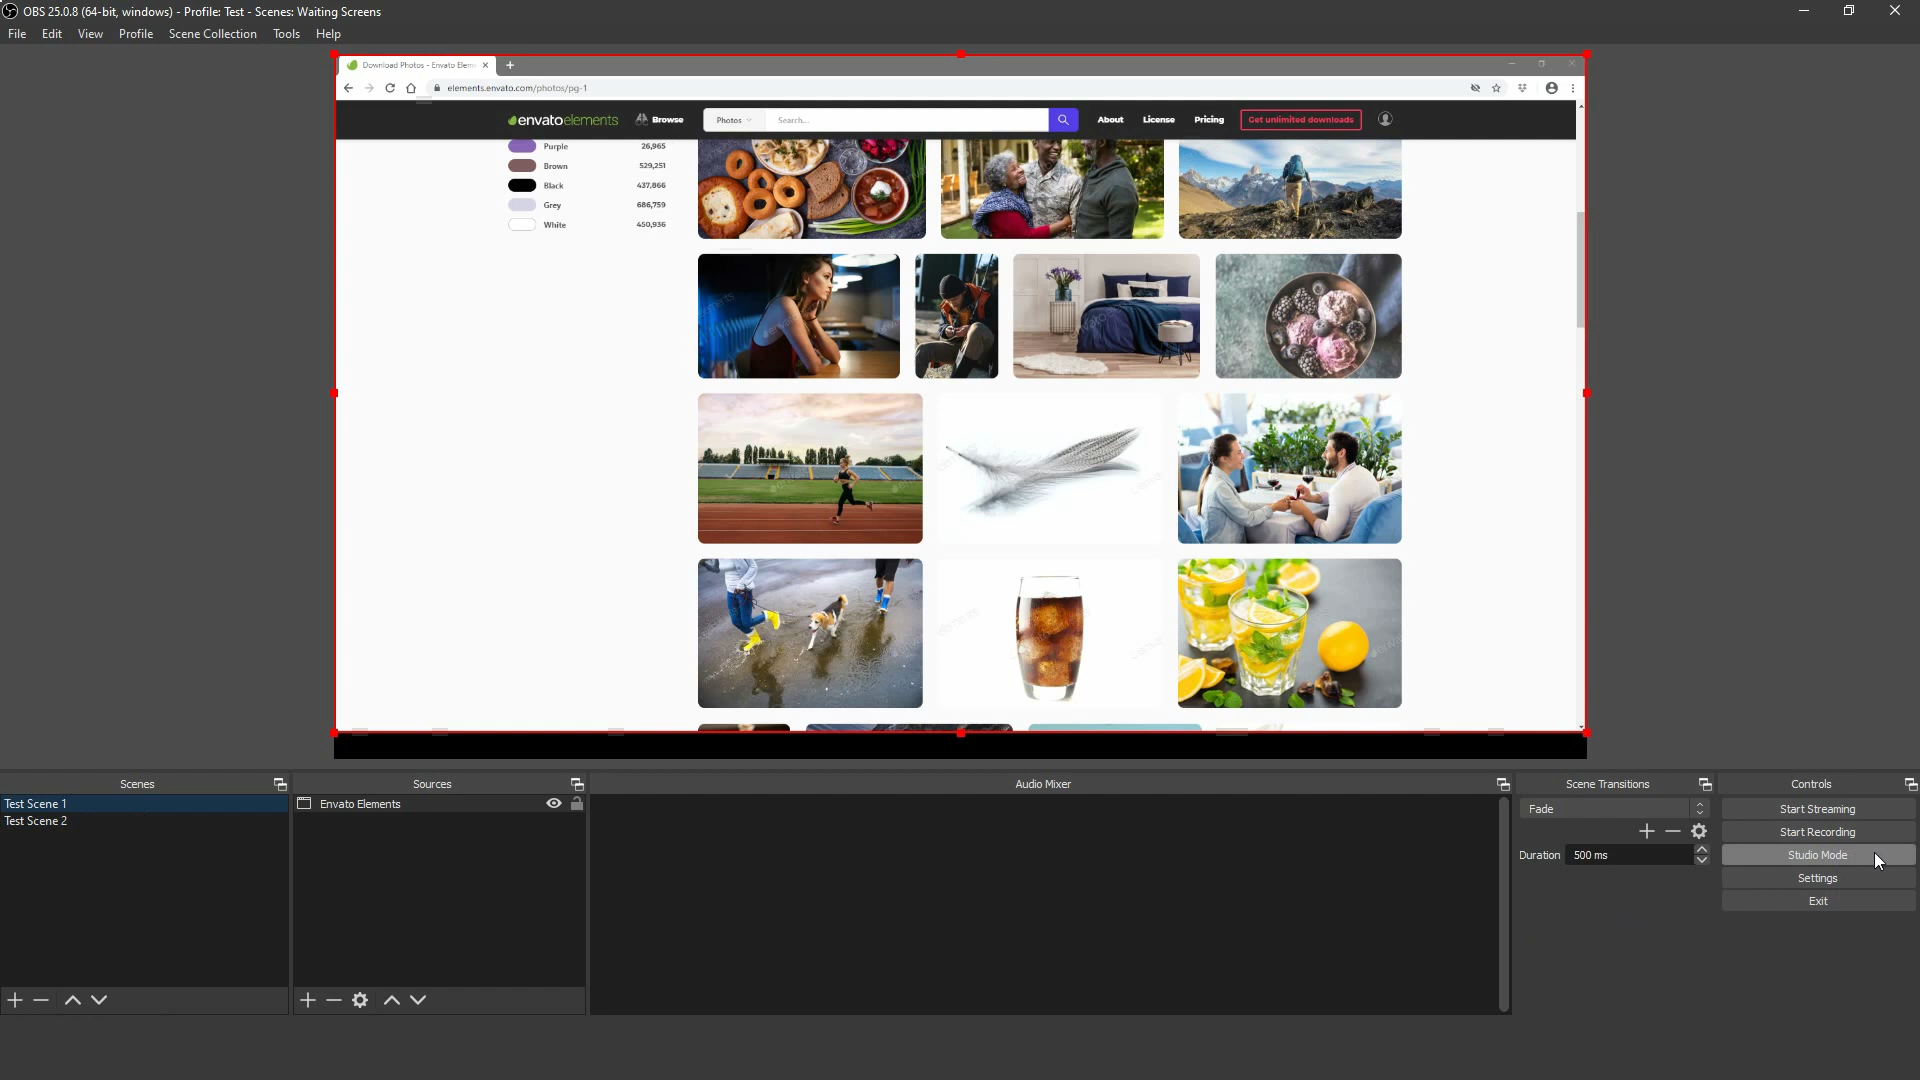 OBS 25.0.8 (64-bit, windows) - Profile: Test - Scenes: Waiting Screens
File Edit View Profile Scene Collection Tools Help
Download Photos - Envato Elem
elements.envato.com/photos/pg-1
envatoelements Browse Photos Search... About License Pricing Get unlimited downloads
Purple 26,965
Brown 529,251
Black 437,866
Grey 686,759
White 450,936
Scenes Sources Audio Mixer Scene Transitions Controls
Test Scene 1 Envato Elements Fade Start Streaming
Test Scene 2 Start Recording
Duration 500 ms Studio Mode
Settings
Exit